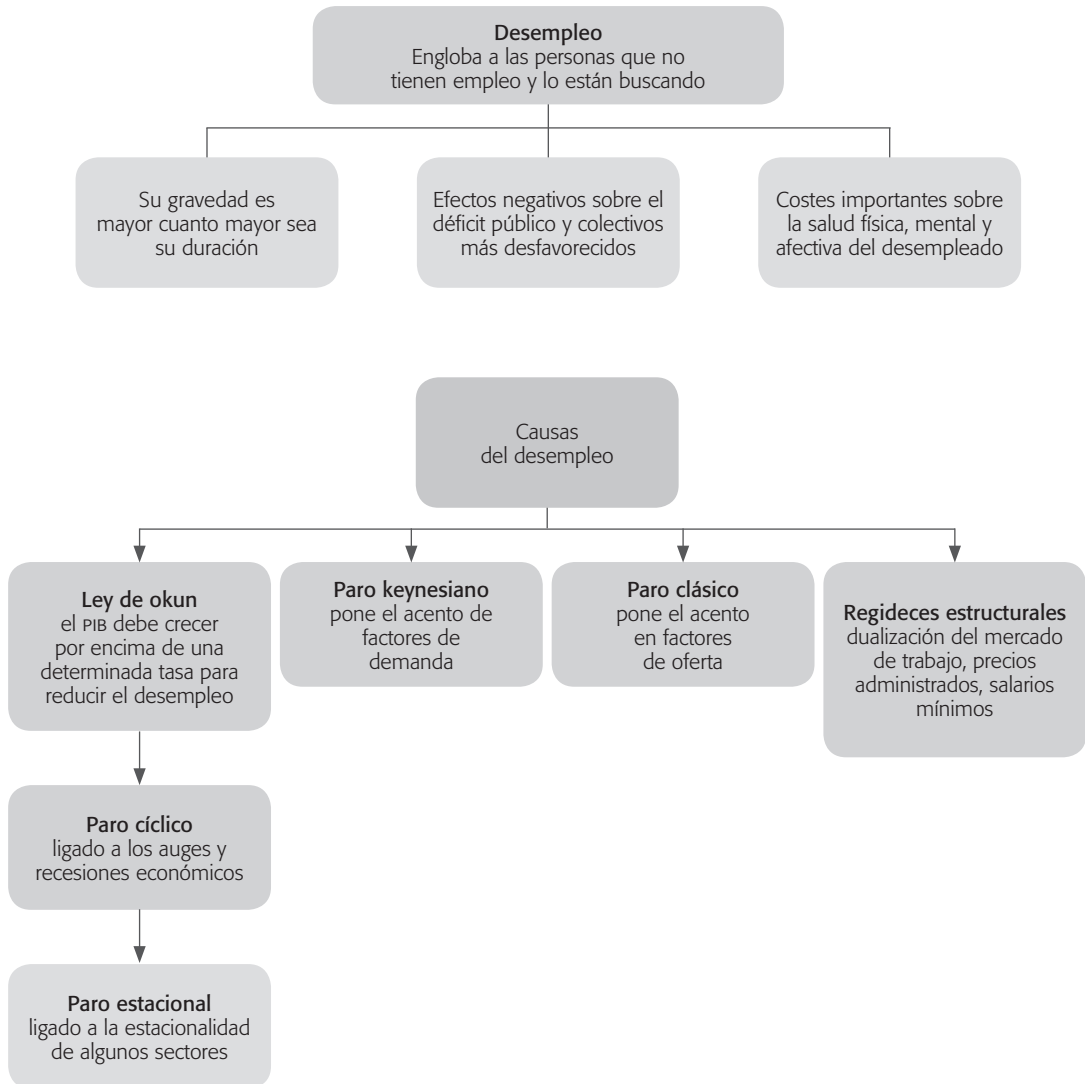 Desempleo
Engloba a las personas que no
tienen empleo y lo están buscando
Su gravedad es
mayor cuanto mayor sea
su duración
Efectos negativos sobre el
déficit público y colectivos
más desfavorecidos
Costes importantes sobre
la salud física, mental y
afectiva del desempleado
Causas
del desempleo
Ley de okun
el PIB debe crecer
por encima de una
determinada tasa para
reducir el desempleo
Paro keynesiano
pone el acento de
factores de
demanda
Paro clásico
pone el acento
en factores
de oferta
Regideces estructurales
dualización del mercado
de trabajo, precios
administrados, salarios
mínimos
Paro cíclico
ligado a los auges y
recesiones económicos
Paro estacional
ligado a la estacionalidad
de algunos sectores